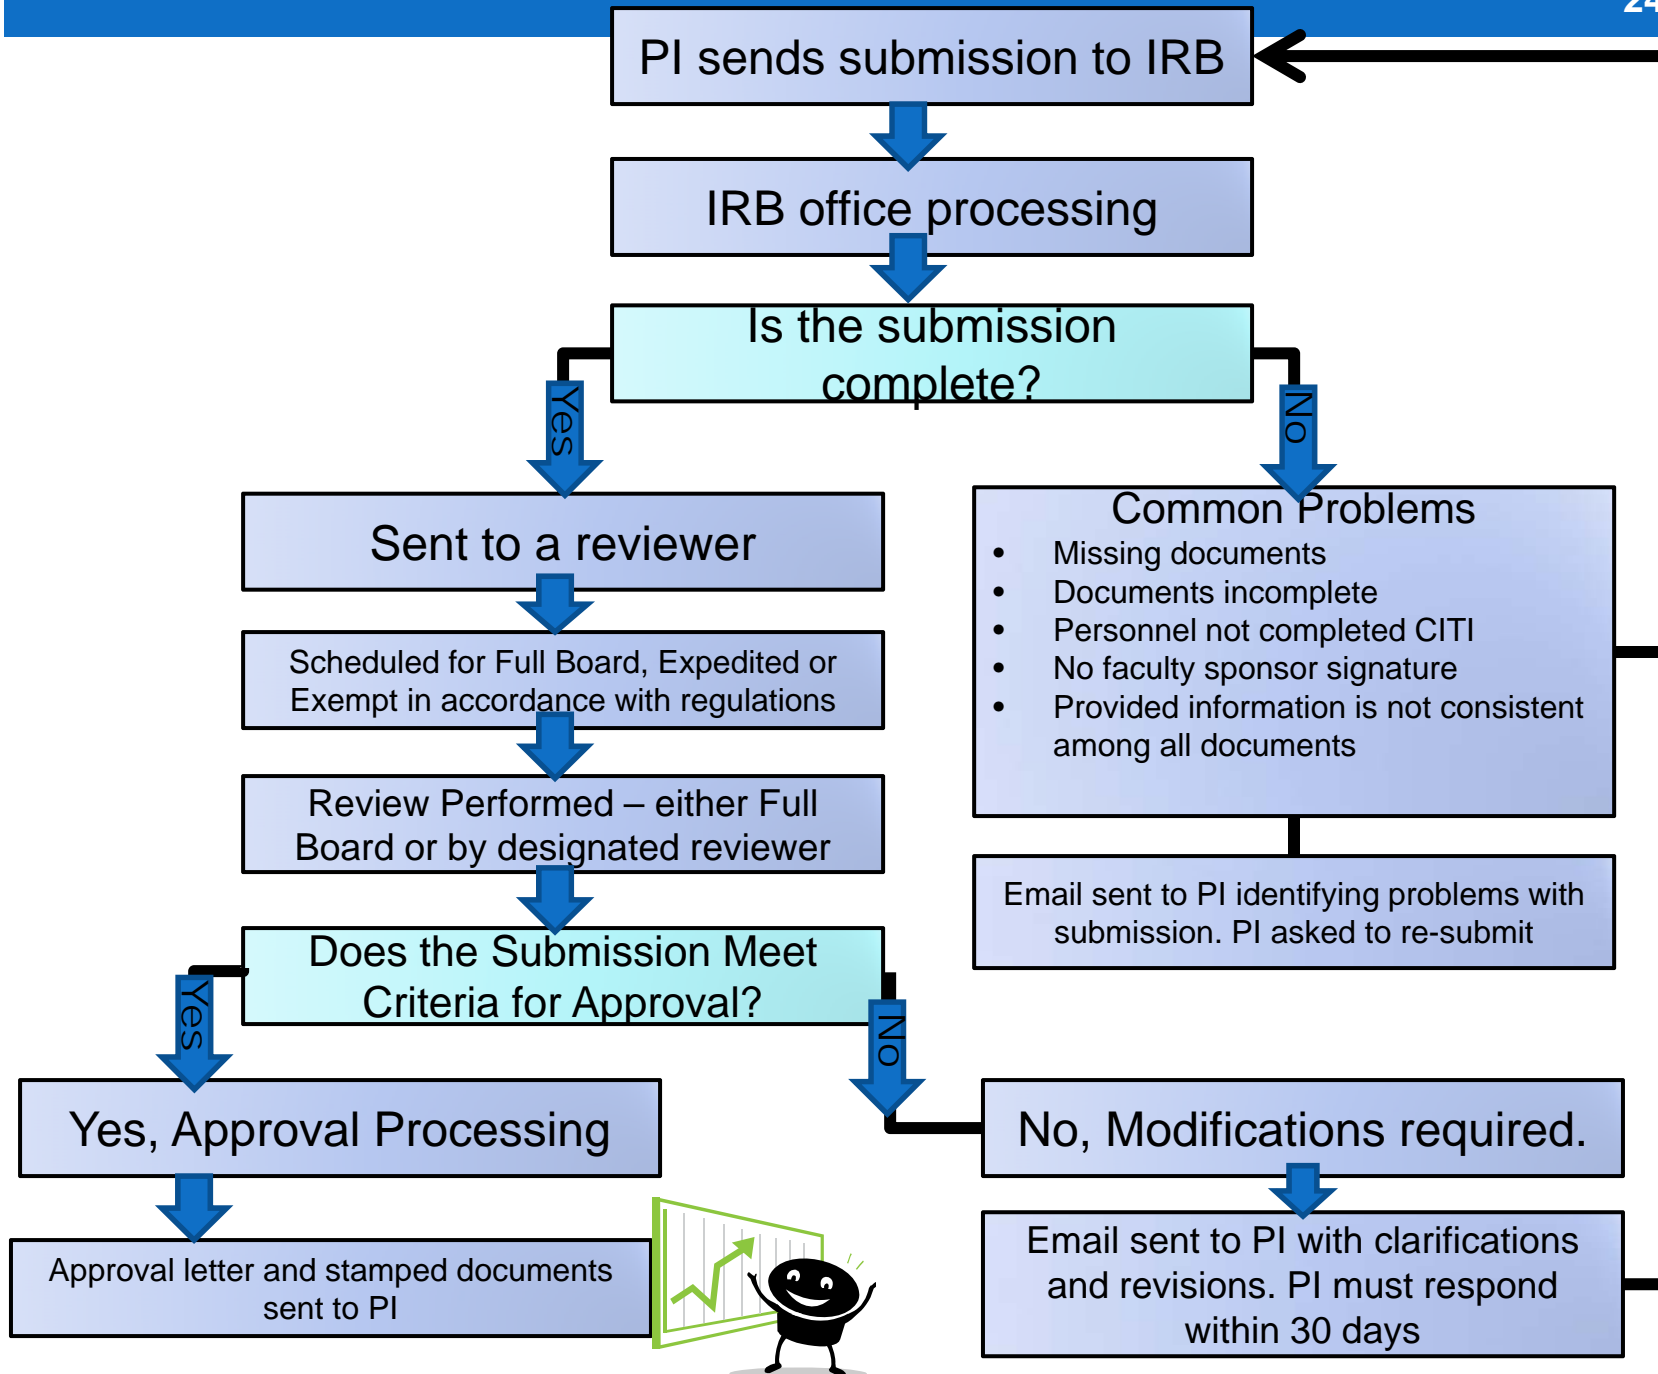 24
PI sends submission to IRB
IRB office processing
Is the submission
complete?
Yes
No
Sent to a reviewer
Scheduled for Full Board, Expedited or
Exempt in accordance with regulations
Review Performed – either Full
Board or by designated reviewer
Does the Submission Meet
Criteria for Approval?
Common Problems
• Missing documents
• Documents incomplete
• Personnel not completed CITI
• No faculty sponsor signature
• Provided information is not consistent
among all documents
Email sent to PI identifying problems with
submission. PI asked to re-submit
Yes
No
Yes, Approval Processing
Approval letter and stamped documents
sent to PI
No, Modifications required.
Email sent to PI with clarifications
and revisions. PI must respond
within 30 days